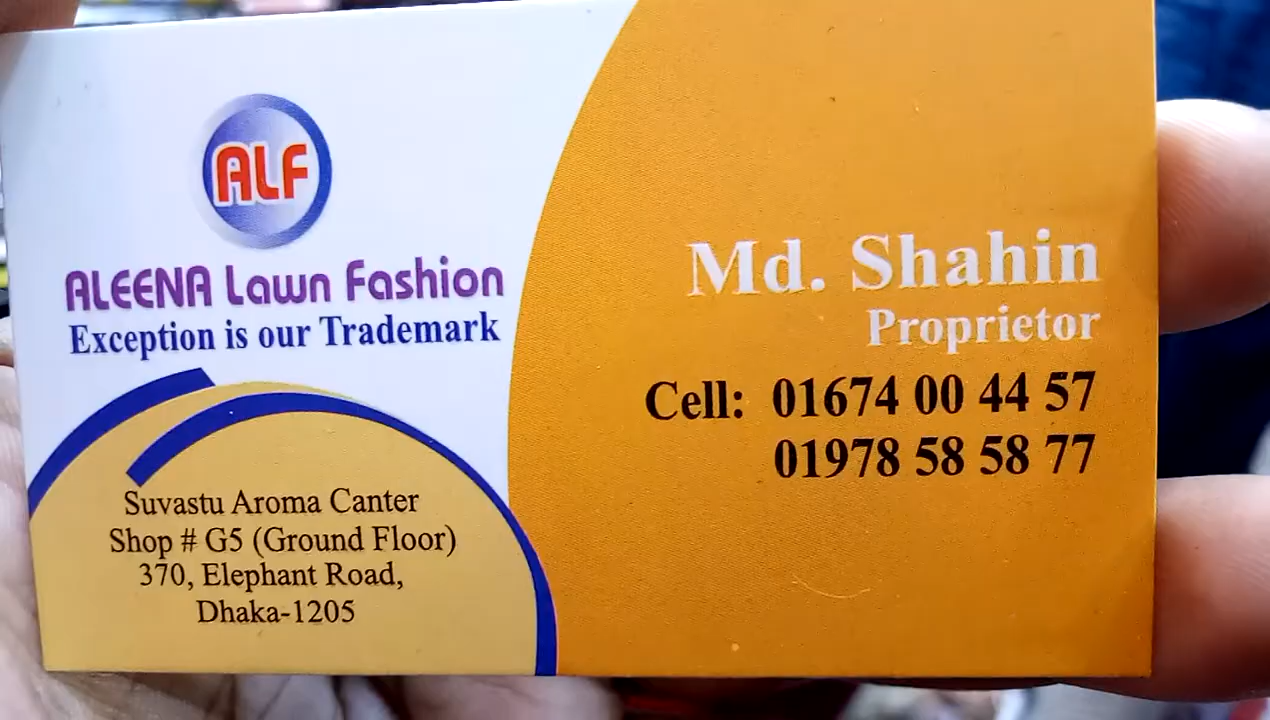 ALF
ALEENA Lawn Fashion
Exception is our Trademark
Suvastu Aroma Canter
Shop # G5 (Ground Floor)
370, Elephant Road,
Dhaka-1205
Md. Shahin
Proprietor
Cell: 01674 00 44 57
01978 58 58 77